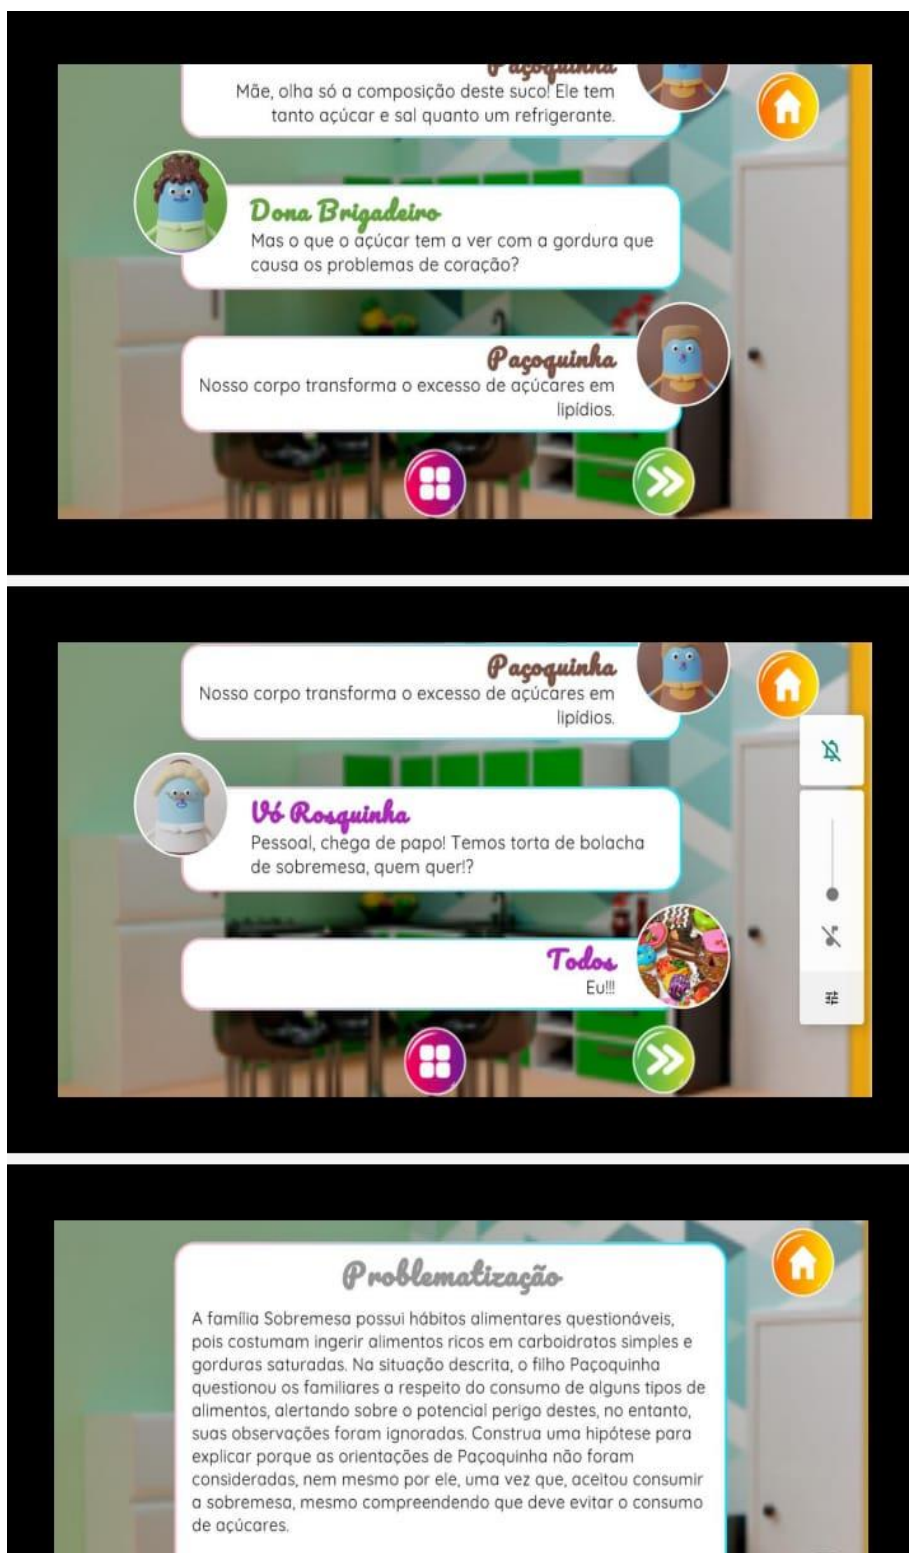 Paçoquinha
Mãe, olha só a composição deste suco! Ele tem
tanto açúcar e sal quanto um refrigerante.
Dona Brigadeiro
Mas o que o açúcar tem a ver com a gordura que
causa os problemas de coração?
Paçoquinha
Nosso corpo transforma o excesso de açúcares em
lipídios.
Paçoquinha
Nosso corpo transforma o excesso de açúcares em
lipídios.
Vó Rosquinha
Pessoal, chega de papo! Temos torta de bolacha
de sobremesa, quem quer!?
Todos
Eu!!!
Problematização
A família Sobremesa possui hábitos alimentares questionáveis,
pois costumam ingerir alimentos ricos em carboidratos simples e
gorduras saturadas. Na situação descrita, o filho Paçoquinha
questionou os familiares a respeito do consumo de alguns tipos de
alimentos, alertando sobre o potencial perigo destes, no entanto,
suas observações foram ignoradas. Construa uma hipótese para
explicar porque as orientações de Paçoquinha não foram
consideradas, nem mesmo por ele, uma vez que, aceitou consumir
a sobremesa, mesmo compreendendo que deve evitar o consumo
de açúcares.